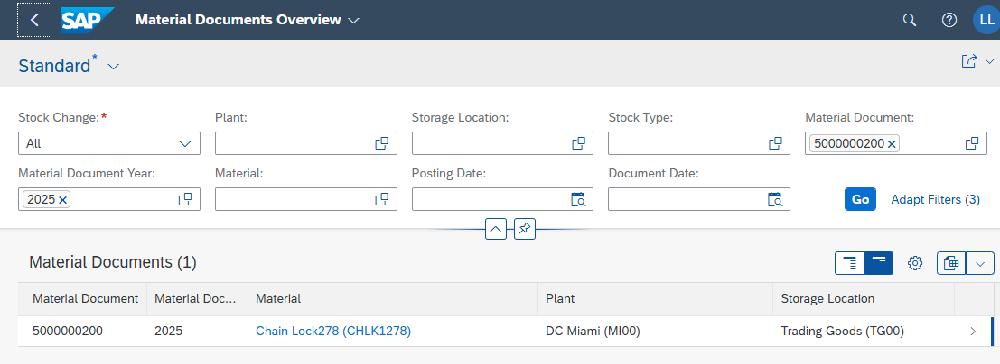 SAP Material Documents Overview LL
Standard*
Stock Change:* Plant: Storage Location: Stock Type: Material Document:
All 5000000200
Material Document Year: Material: Posting Date: Document Date:
2025 Go Adapt Filters (3)
Material Documents (1)
Material Document Material Doc... Material Plant Storage Location
5000000200 2025 Chain Lock278 (CHLK1278) DC Miami (MI00) Trading Goods (TG00)